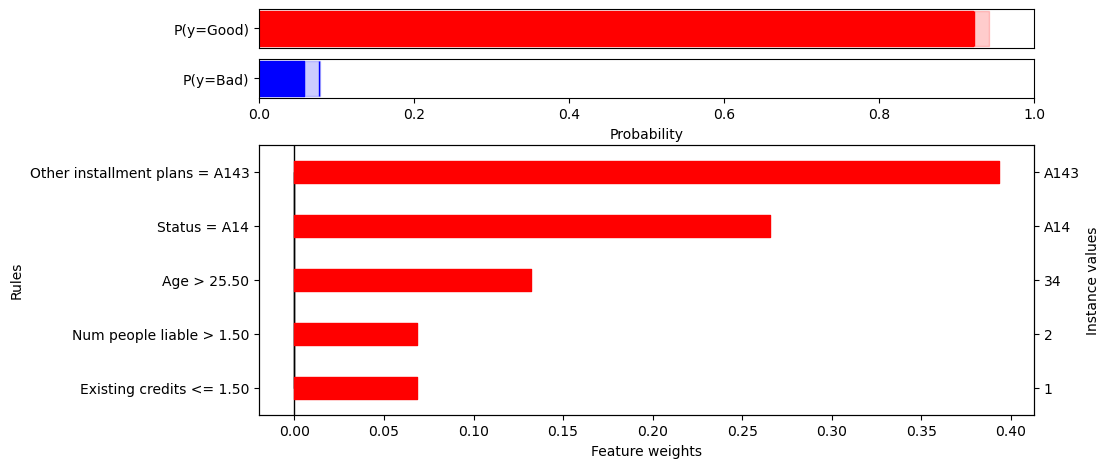 P(y=Good)
P(y=Bad)
0.0 0.2 0.4 0.6 0.8 1.0
Probability
Other installment plans = A143 A143
Status = A14 A14
Age > 25.50 34
Num people liable > 1.50 2
Existing credits <= 1.50 1
Rules
Instance values
0.00 0.05 0.10 0.15 0.20 0.25 0.30 0.35 0.40
Feature weights